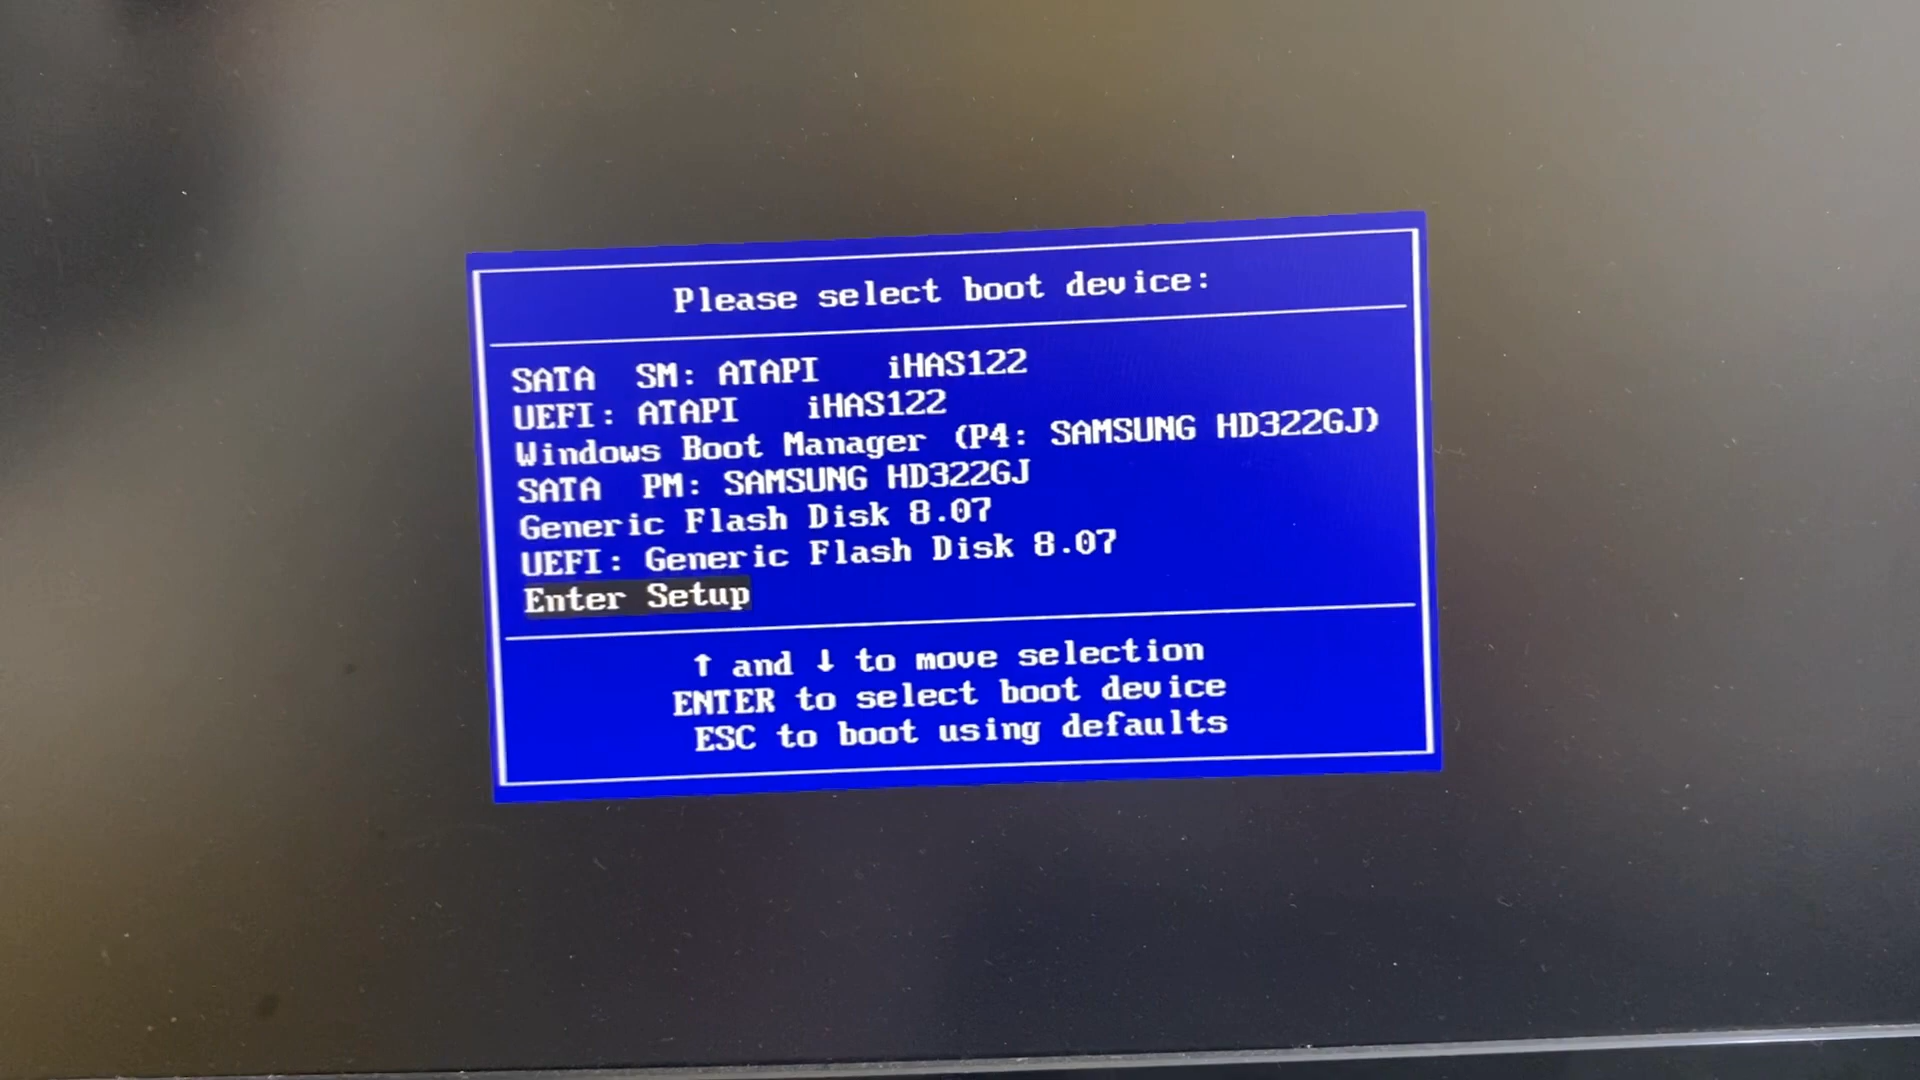 Please select boot device:
SATA  SM: ATAPI   iHAS122
UEFI: ATAPI   iHAS122
Windows Boot Manager (P4: SAMSUNG HD322GJ)
SATA  PM: SAMSUNG HD322GJ
Generic Flash Disk 8.07
UEFI: Generic Flash Disk 8.07
Enter Setup
↑ and ↓ to move selection
ENTER to select boot device
ESC to boot using defaults